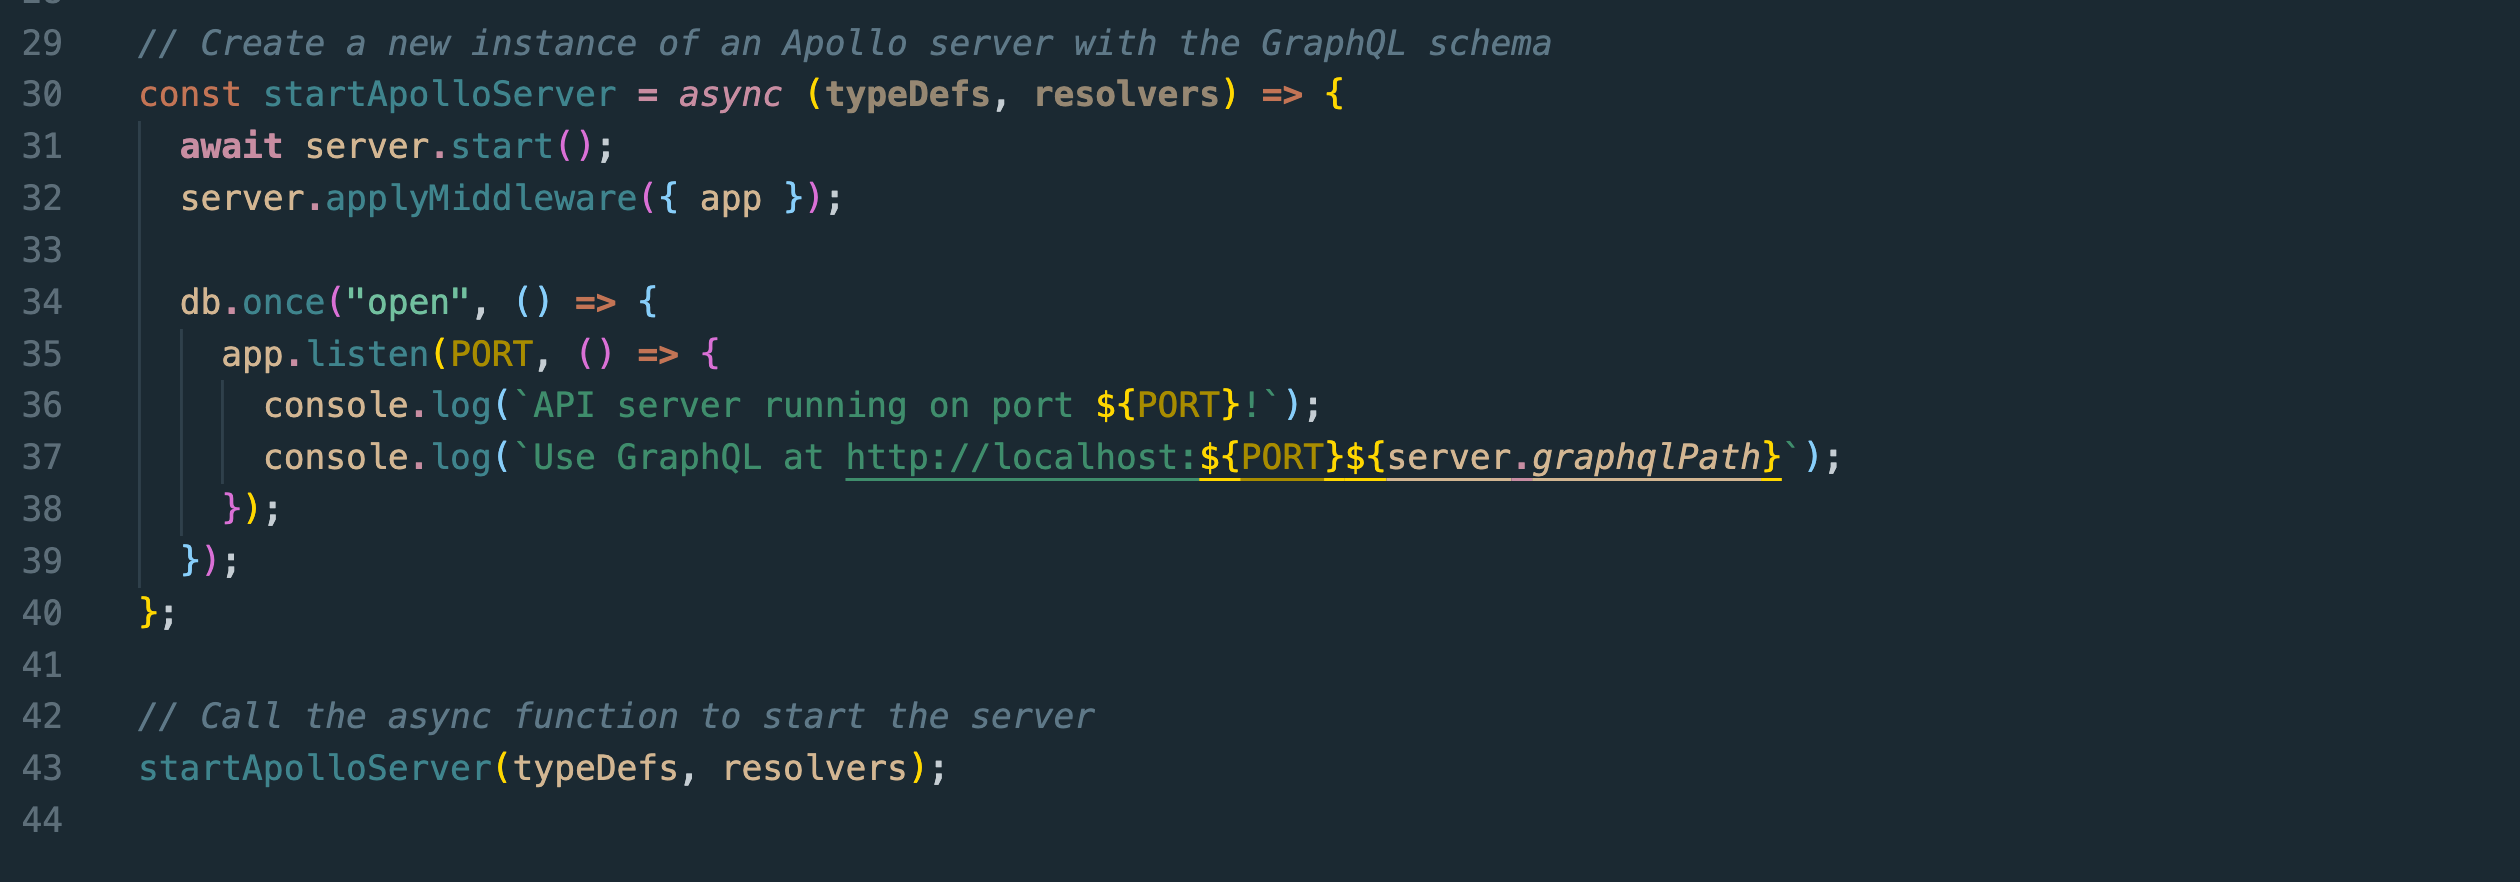 29 // Create a new instance of an Apollo server with the GraphQL schema
30 const startApolloServer = async (typeDefs, resolvers) => {
31   await server.start();
32   server.applyMiddleware({ app });
33
34   db.once("open", () => {
35     app.listen(PORT, () => {
36       console.log(`API server running on port ${PORT}!`);
37       console.log(`Use GraphQL at http://localhost:${PORT}${server.graphqlPath}`);
38     });
39   });
40 };
41
42 // Call the async function to start the server
43 startApolloServer(typeDefs, resolvers);
44